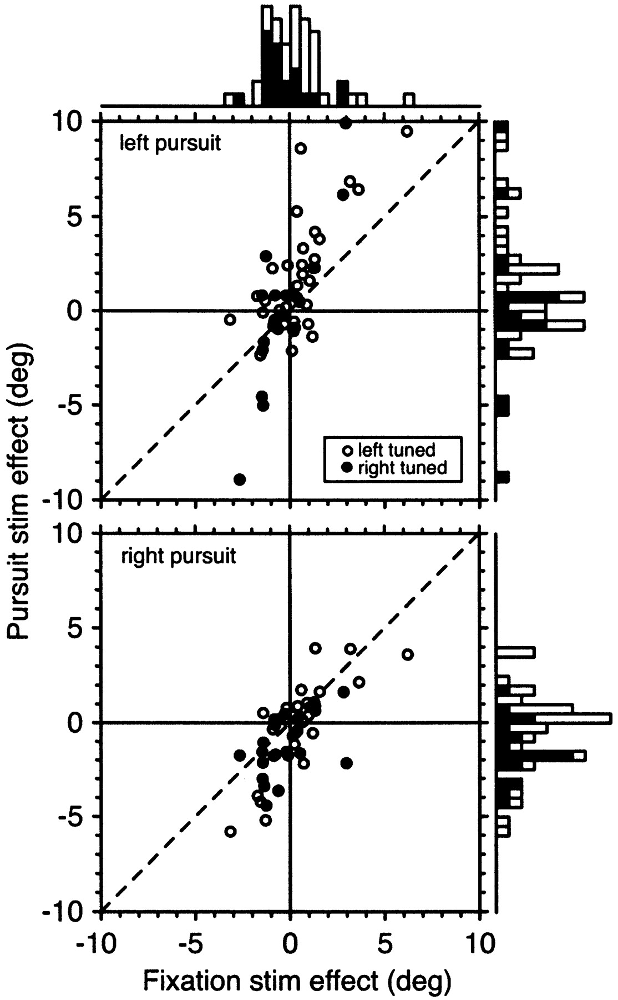 10
left pursuit
5
0
-5
left tuned
right tuned
-10
10
right pursuit
5
0
-5
-10
-10 -5 0 5 10
Fixation stim effect (deg)
Pursuit stim effect (deg)